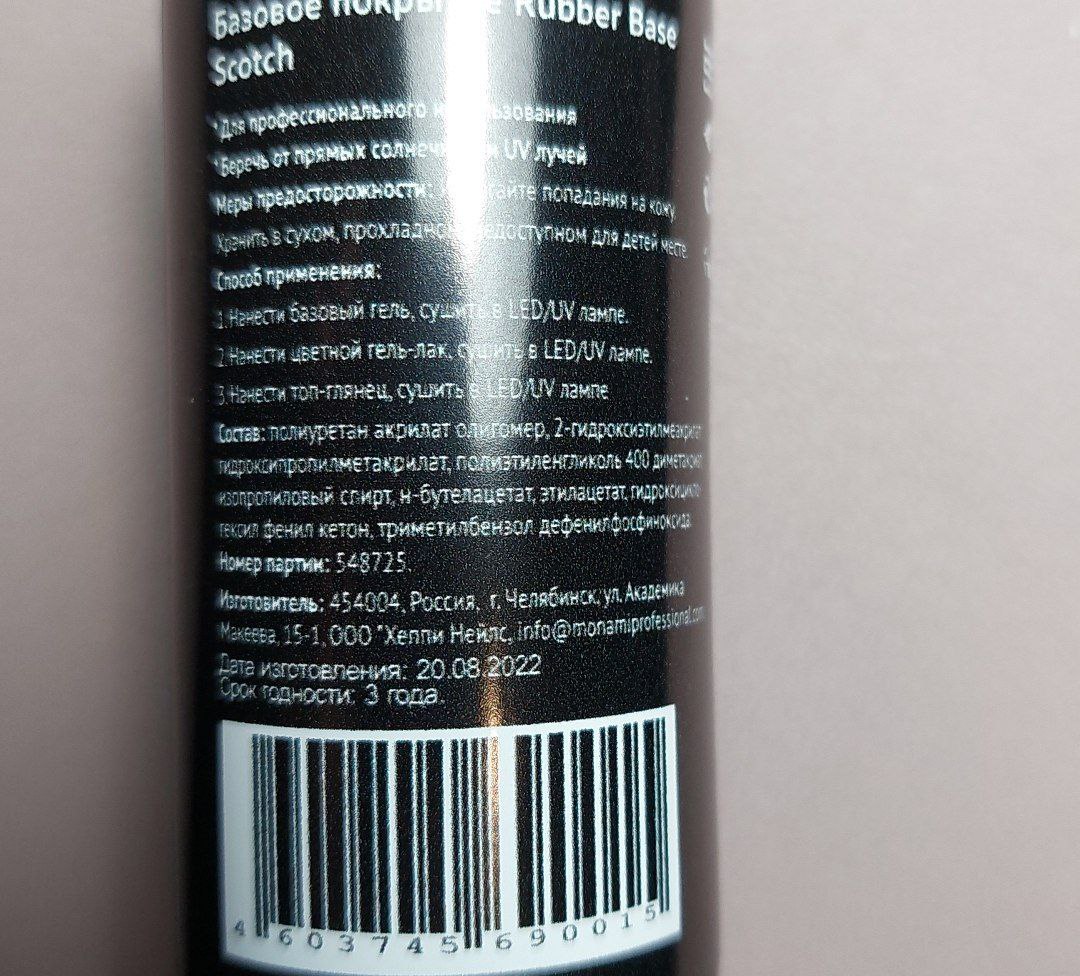 Базовое покрытие Rubber Base
Scotch
*Для профессионального использования
*Беречь от прямых солнечных UV лучей
Меры предосторожности: попадания на кожу
Хранить в сухом, прохладном недоступном для детей месте.
Способ применения:
1.Нанести базовый гель, сушить в LED/UV лампе.
2.Нанести цветной гель-лак, сушить в LED/UV лампе.
3.Нанести топ-глянец, сушить в LED/UV лампе
Состав: полиуретан акрилат олигомер, 2-гидроксиэтилмеакрилат
гидроксипропилметакрилат, полиэтиленгликоль 400
изопропиловый спирт, н-бутелацетат, этилацетат, гидроксицикло-
гексил фенил кетон, триметилбензол дефенилфосфиноксида.
Номер партии: 548725.
Изготовитель: 454004, Россия, г. Челябинск, ул. Академика
Макеева, 15-1, ООО "Хеппи Нейлс, info@monamiprofessional.com
Дата изготовления: 20.08.2022
Срок годности: 3 года.
4 603745 690015